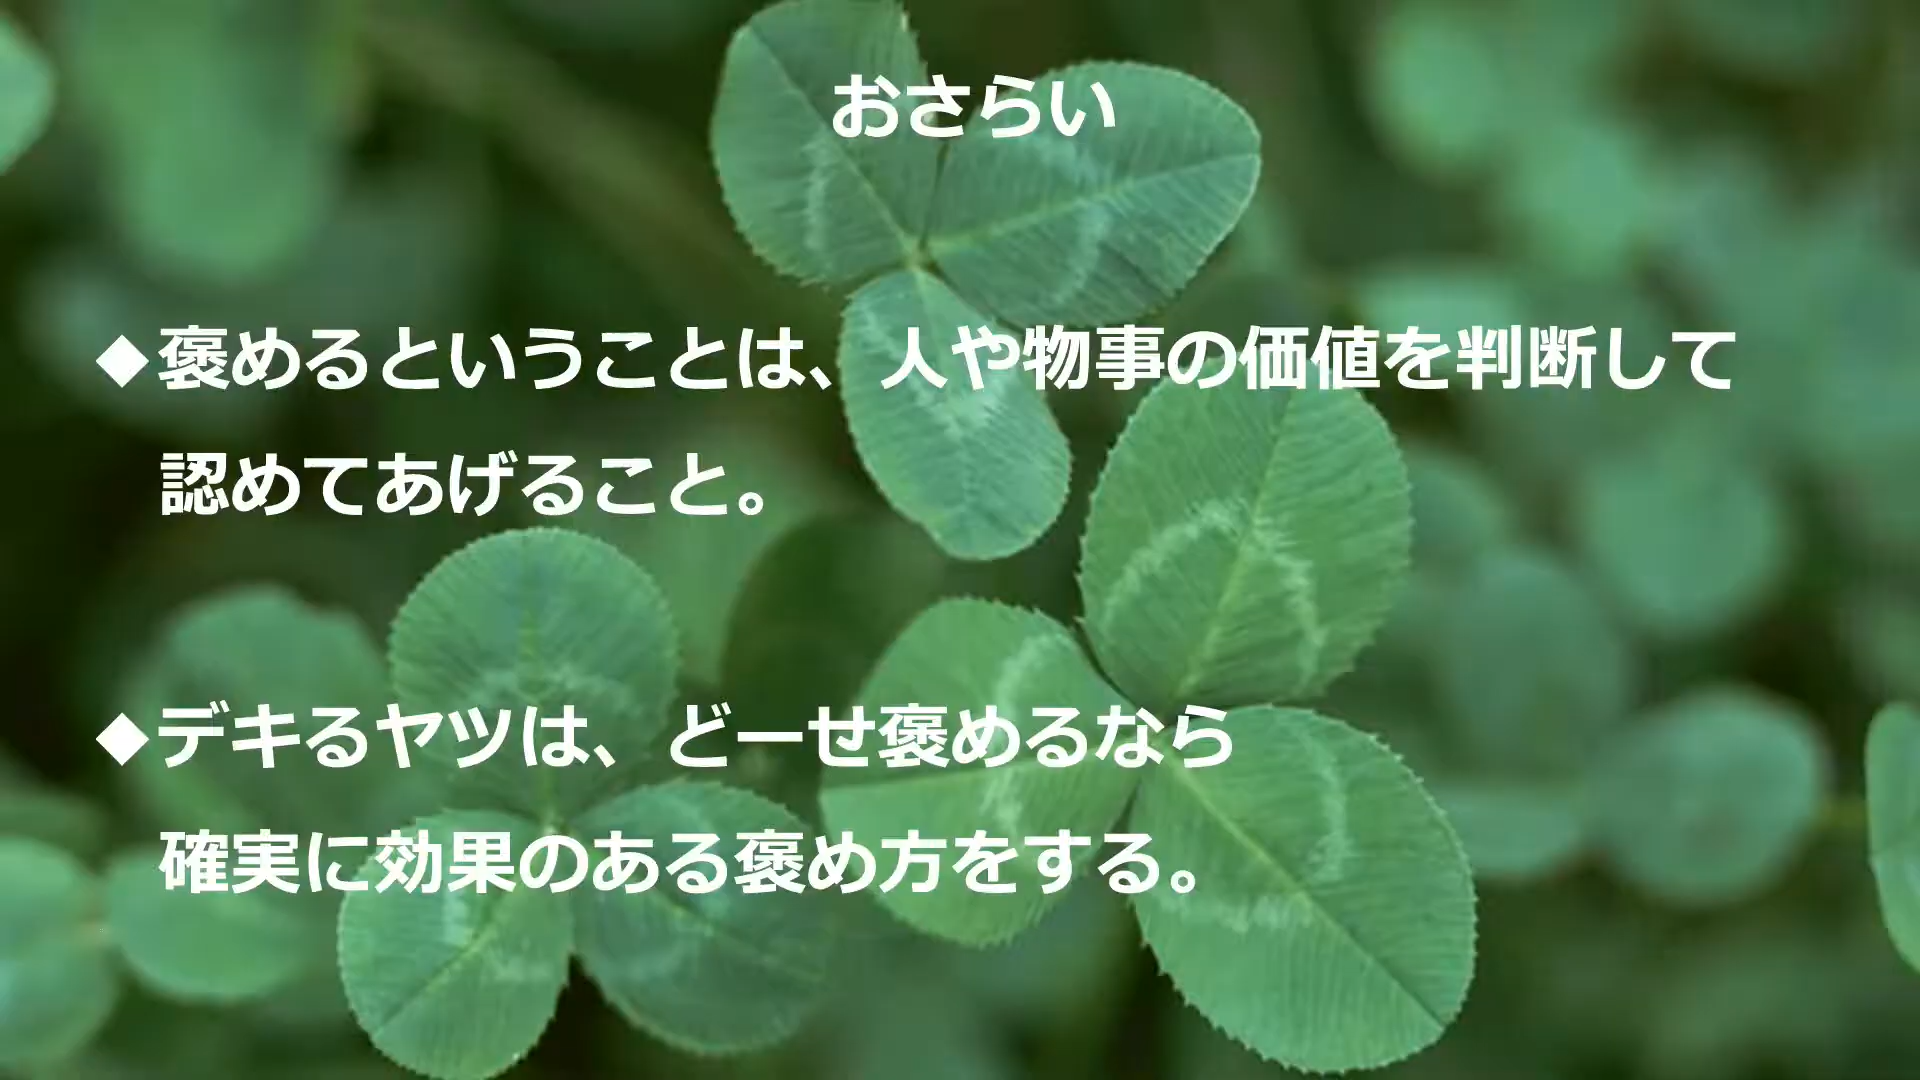 おさらい
◆褒めるということは、人や物事の価値を判断して
認めてあげること。
◆デキるヤツは、どーせ褒めるなら
確実に効果のある褒め方をする。